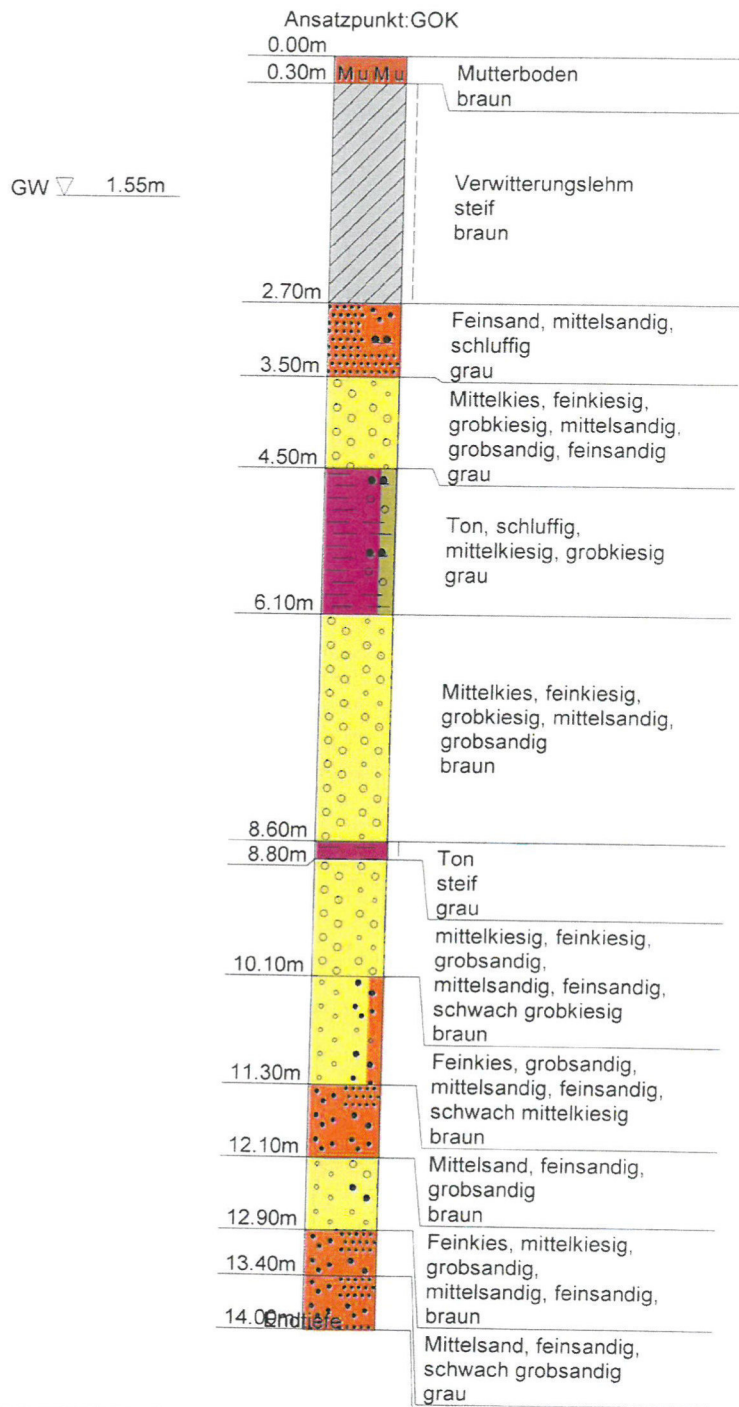 Ansatzpunkt:GOK
0.00m
0.30m
M u M u
Mutterboden
braun
GW 1.55m
Verwitterungslehm
steif
braun
2.70m
Feinsand, mittelsandig,
schluffig
grau
3.50m
Mittelkies, feinkiesig,
grobkiesig, mittelsandig,
grobsandig, feinsandig
grau
4.50m
Ton, schluffig,
mittelkiesig, grobkiesig
grau
6.10m
Mittelkies, feinkiesig,
grobkiesig, mittelsandig,
grobsandig
braun
8.60m
8.80m
Ton
steif
grau
mittelkiesig, feinkiesig,
grobsandig,
mittelsandig, feinsandig,
schwach grobkiesig
braun
10.10m
Feinkies, grobsandig,
mittelsandig, feinsandig,
schwach mittelkiesig
braun
11.30m
12.10m
Mittelsand, feinsandig,
grobsandig
braun
12.90m
Feinkies, mittelkiesig,
grobsandig,
mittelsandig, feinsandig,
braun
13.40m
14.00m
Endtiefe
Mittelsand, feinsandig,
schwach grobsandig
grau